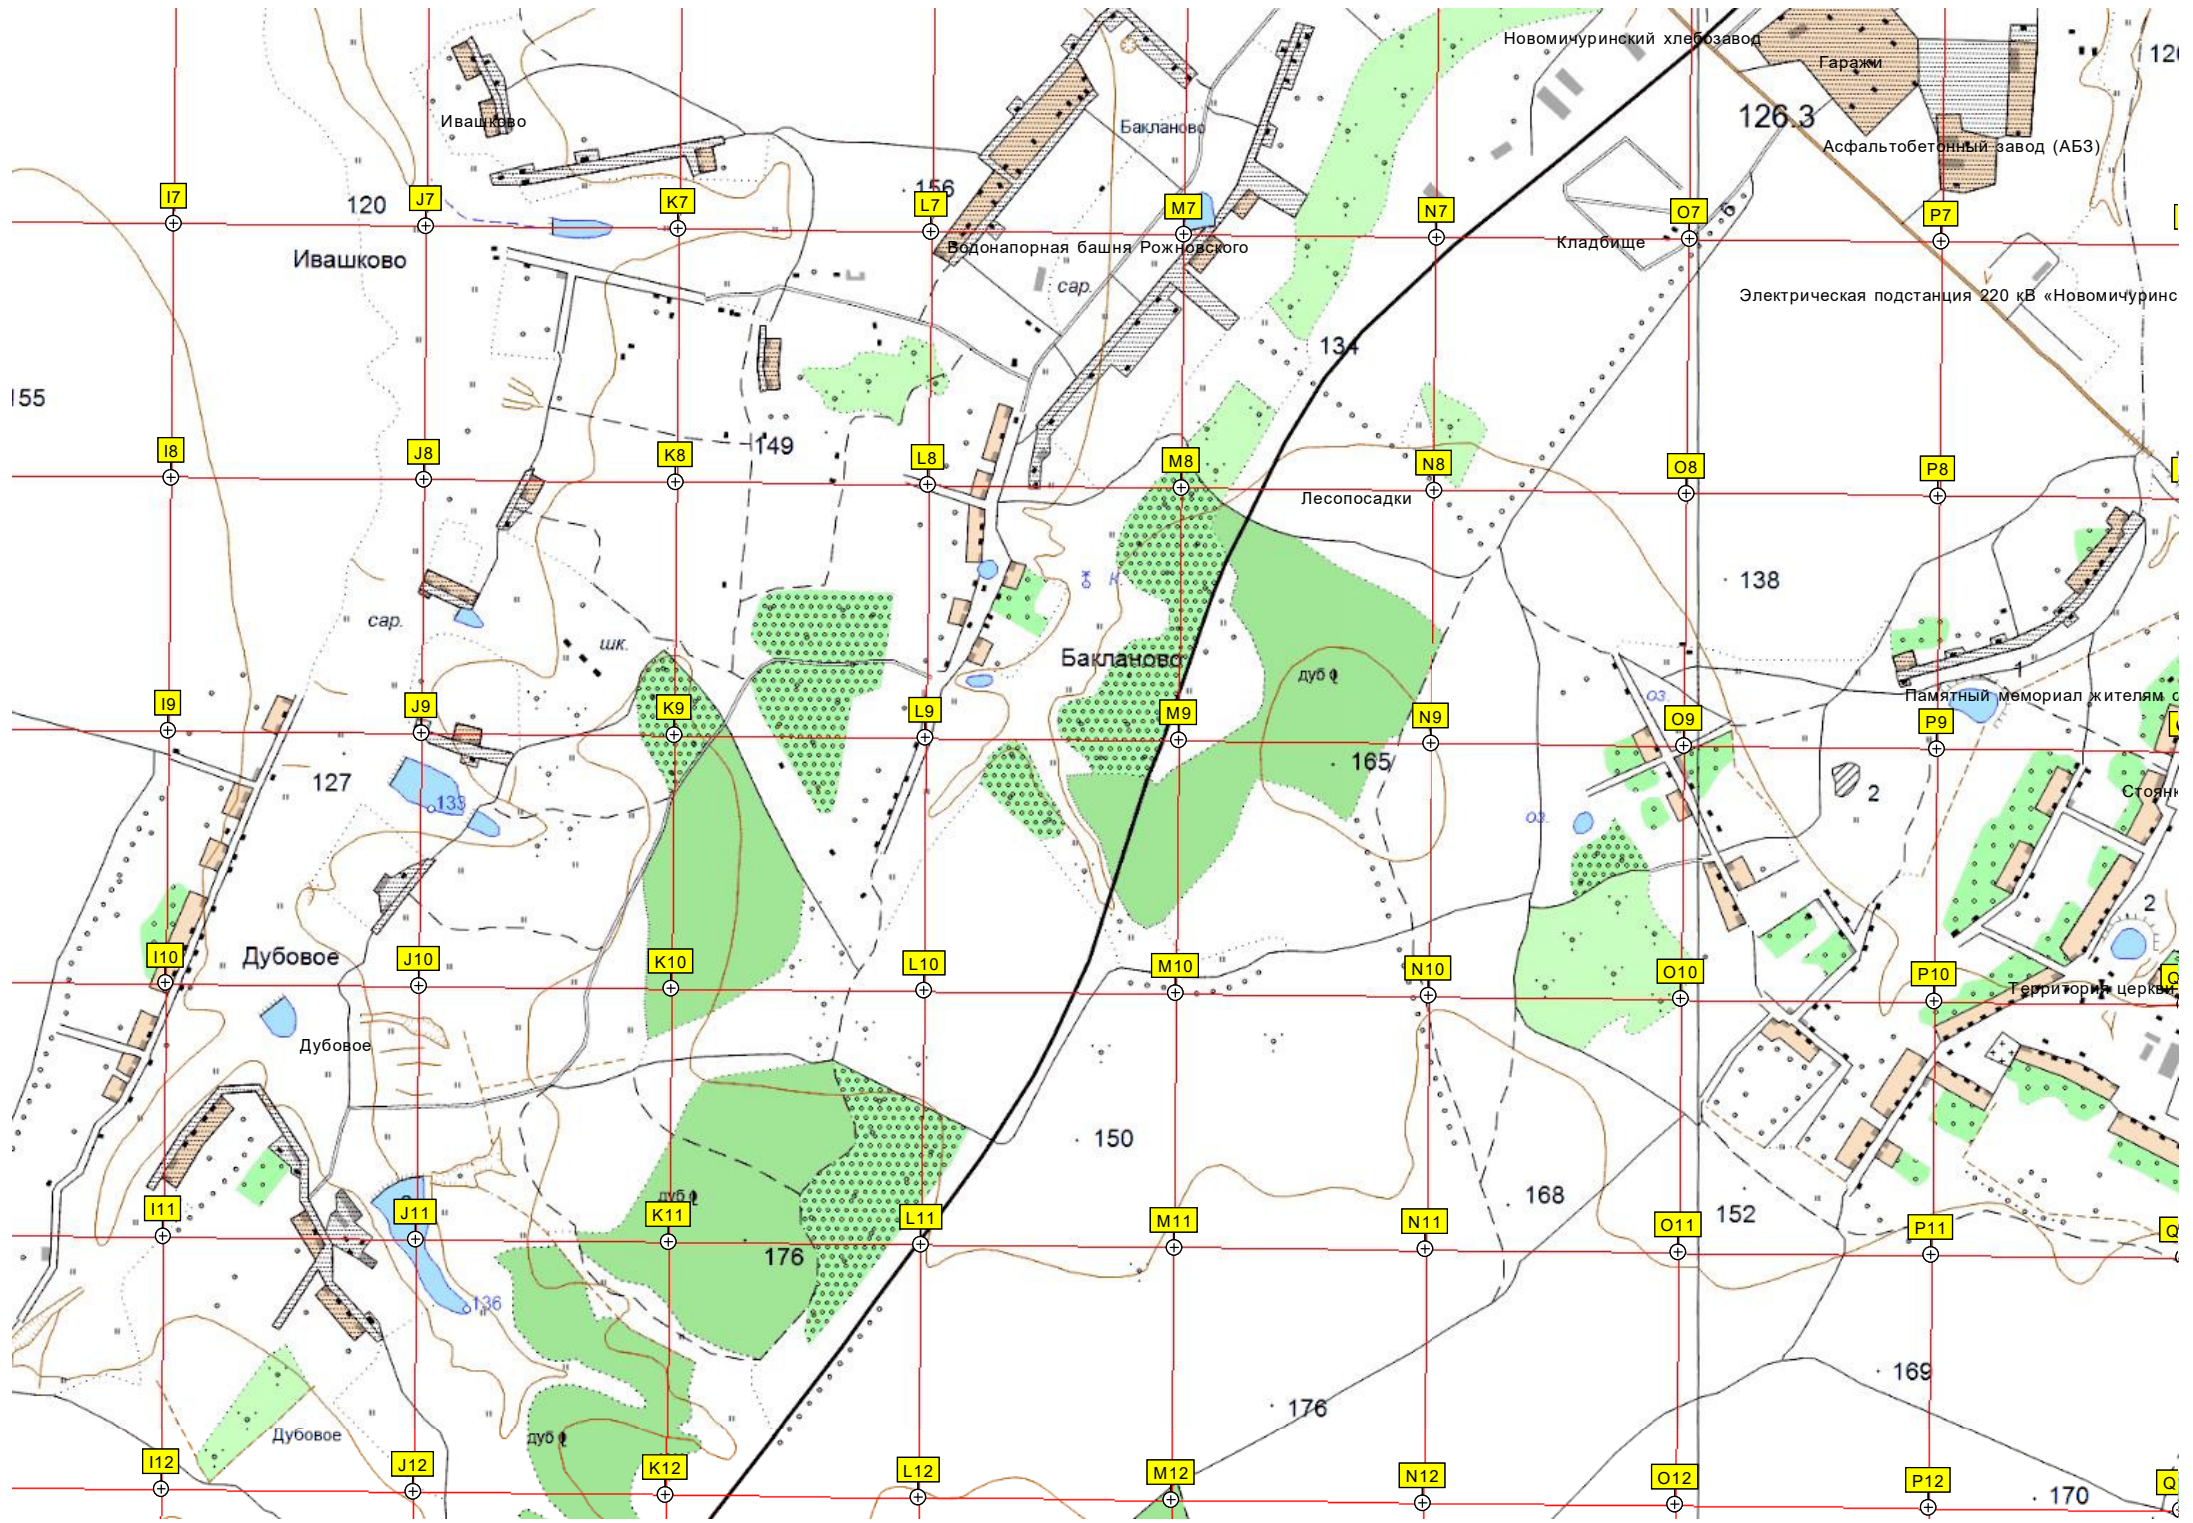 Новомичуринский хлебозавод
Гаражи
126.3
Ивашково
Бакланово
Асфальтобетонный завод (АБЗ)
120
156
I7
J7
K7
L7
M7
N7
O7
6
P7
Ивашково
Водонапорная башня Рожновского
Кладбище
сар.
Электрическая подстанция 220 кВ «Новомичуринс
134
155
149
I8
J8
K8
L8
M8
N8
O8
P8
Лесопосадки
138
к.
сар.
шк.
Бакланово
дуб
1
оз.
Памятный мемориал жителям с
I9
J9
K9
L9
M9
N9
O9
P9
127
165
133
2
Стоянк
оз.
2
Дубовое
I10
J10
K10
L10
M10
N10
O10
P10
Территория церкви
Дубовое
150
дуб
168
152
I11
J11
K11
L11
M11
N11
O11
P11
176
136
169
176
Дубовое
дуб
I12
J12
K12
L12
M12
N12
O12
P12
170